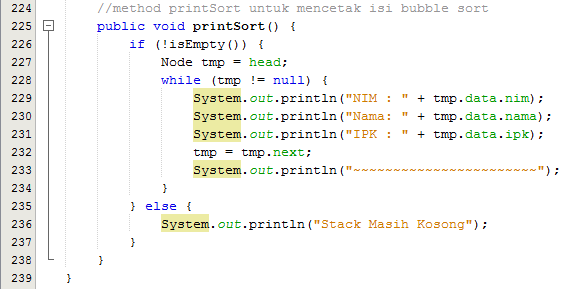 224 //method printSort untuk mencetak isi bubble sort
225 public void printSort() {
226 if (!isEmpty()) {
227 Node tmp = head;
228 while (tmp != null) {
229 System.out.println("NIM : " + tmp.data.nim);
230 System.out.println("Nama: " + tmp.data.nama);
231 System.out.println("IPK : " + tmp.data.ipk);
232 tmp = tmp.next;
233 System.out.println("~~~~~~~~~~~~~~~~~~~~~~~");
234 }
235 } else {
236 System.out.println("Stack Masih Kosong");
237 }
238 }
239 }